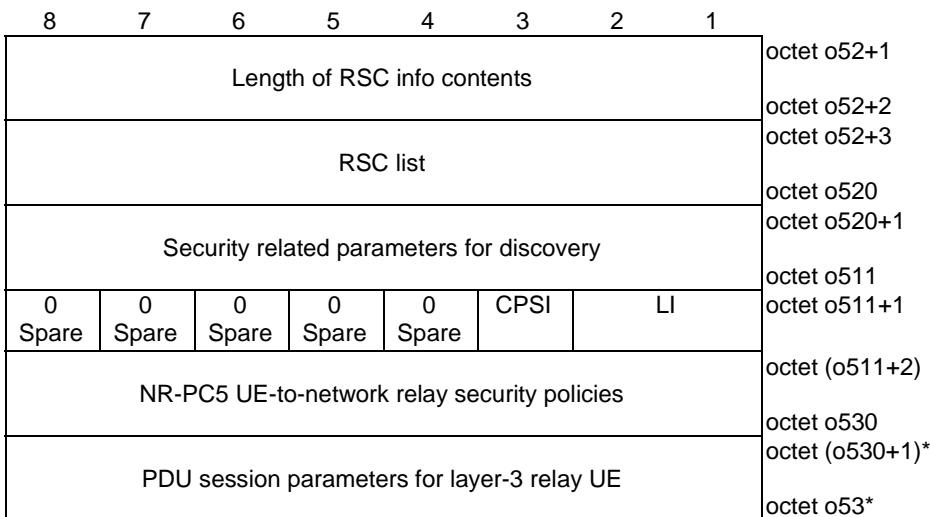 8 7 6 5 4 3 2 1
octet o52+1
Length of RSC info contents
octet o52+2
octet o52+3
RSC list
octet o520
octet o520+1
Security related parameters for discovery
octet o511
0 0 0 0 0 CPSI LI octet o511+1
Spare Spare Spare Spare Spare
octet (o511+2)
NR-PC5 UE-to-network relay security policies
octet o530
octet (o530+1)*
PDU session parameters for layer-3 relay UE
octet o53*